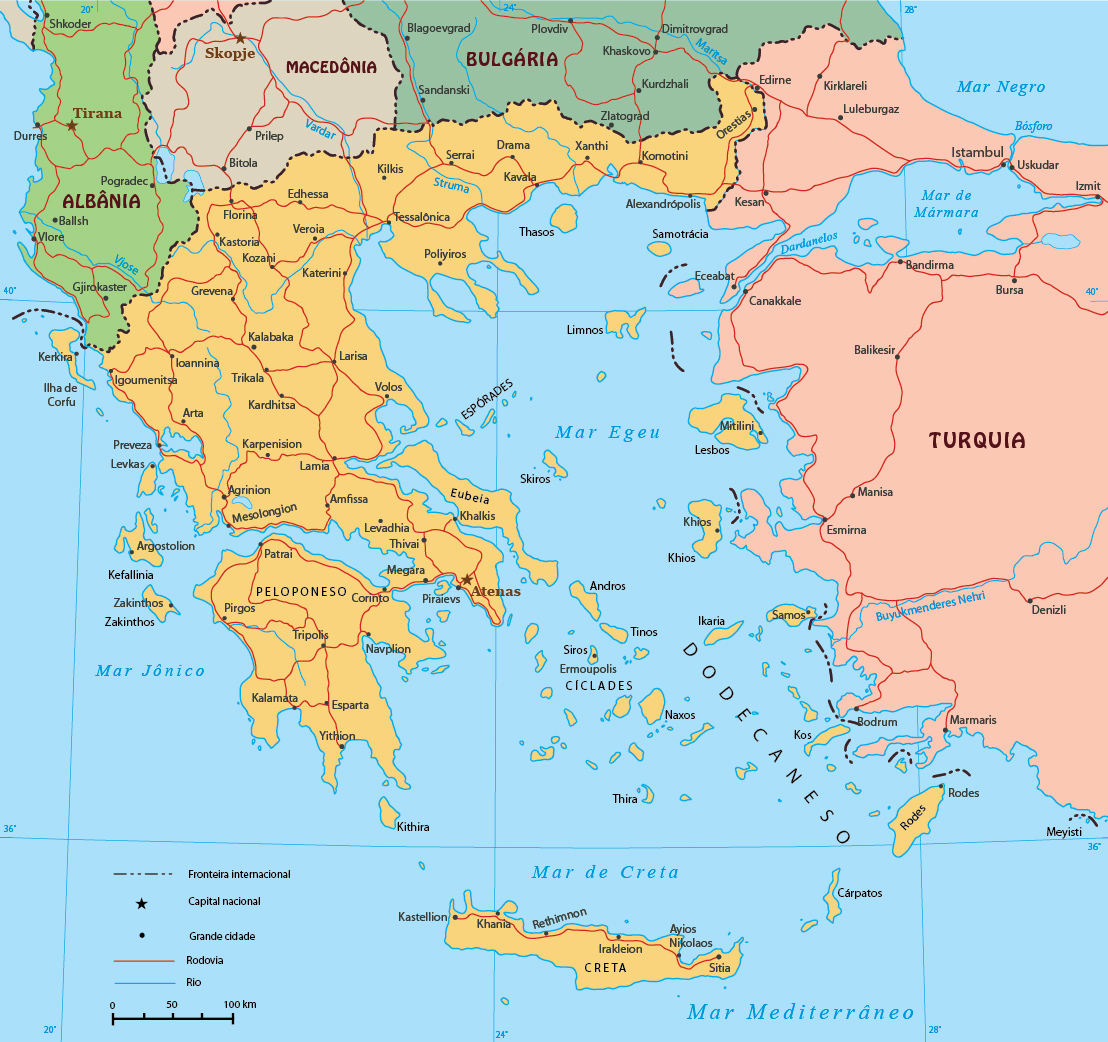 20°
24°
28°
Shkoder
Skopje
MACEDÔNIA
Blagoevgrad
BULGÁRIA
Plovdiv
Dimitrovgrad
Khaskovo
Maritsa
Mar Negro
Tirana
Durres
Prilep
Vardar
Sandanski
Kurdzhali
Zlatograd
Edirne
Kirklareli
Luleburgaz
Orestias
Bósforo
Istambul
Uskudar
Izmit
Bitola
Pogradec
ALBÂNIA
Ballsh
Vlore
Vjose
Gjirokaster
Kilkis
Serrai
Drama
Xanthi
Komotini
Kavala
Struma
Alexandrópolis
Kesan
Mar de
Mármara
Edhessa
Florina
Tessalônica
Veroia
Kastoria
Kozani
Katerini
Poliyiros
Thasos
Samotrácia
Dardanelos
Eceabat
Canakkale
Bandirma
Bursa
40°
40°
Grevena
Limnos
Kerkira
Ilha de
Corfu
Kalabaka
Ioannina
Igoumenitsa
Trikala
Larisa
Kardhitsa
Volos
Balikesir
ESPÓRADES
Arta
Preveza
Levkas
Karpenision
Lamia
Mar Egeu
Mitilini
Lesbos
TURQUIA
Skiros
Eubeia
Agrinion
Mesolongion
Amfissa
Levadhia
Khalkis
Thivai
Khios
Khios
Manisa
Esmirna
Argostolion
Kefallinia
Patrai
PELOPONESO
Megara
Corinto
Piraievs
Atenas
Andros
Zakinthos
Zakinthos
Pirgos
Tinos
Ikaria
Samos
Buyukmenderes Nehri
Denizli
Tripolis
Navplion
Siros
Ermoupolis
CÍCLADES
Mar Jônico
Kalamata
Esparta
Yithion
Naxos
DODECANESO
Kos
Bodrum
Marmaris
Thira
Kithira
Rodes
Rodes
Meyisti
36°
36°
Mar de Creta
Cárpatos
Kastellion
Khania
Rethimnon
Irakleion
Ayios
Nikolaos
Sitia
CRETA
Mar Mediterrâneo
Fronteira internacional
Capital nacional
Grande cidade
Rodovia
Rio
0 50 100 km
20°
24°
28°